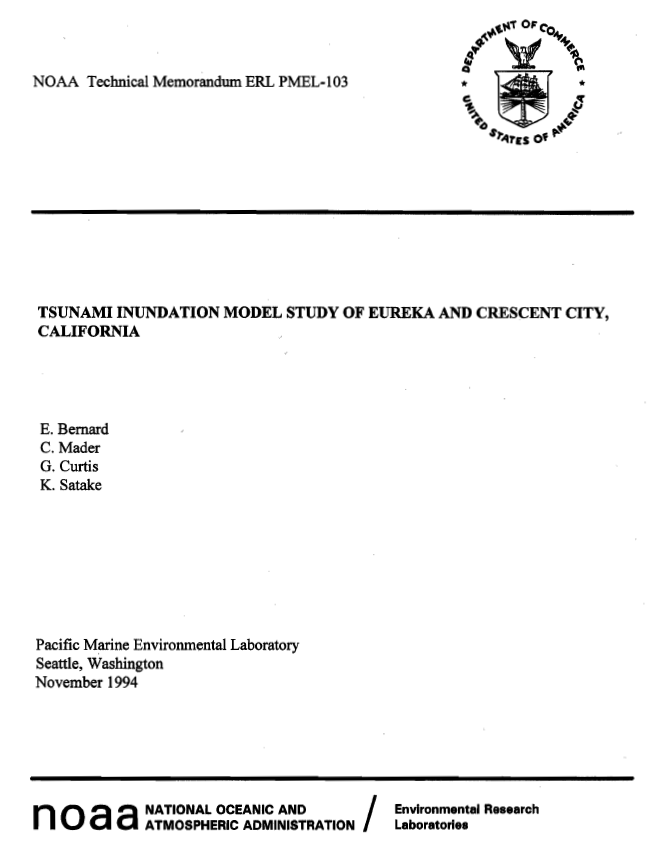 NOAA Technical Memorandum ERL PMEL-103
DEPARTMENT OF COMMERCE
★ UNITED STATES OF AMERICA ★
TSUNAMI INUNDATION MODEL STUDY OF EUREKA AND CRESCENT CITY,
CALIFORNIA
E. Bernard
C. Mader
G. Curtis
K. Satake
Pacific Marine Environmental Laboratory
Seattle, Washington
November 1994
noaa
NATIONAL OCEANIC AND
ATMOSPHERIC ADMINISTRATION /
Environmental Research
Laboratories